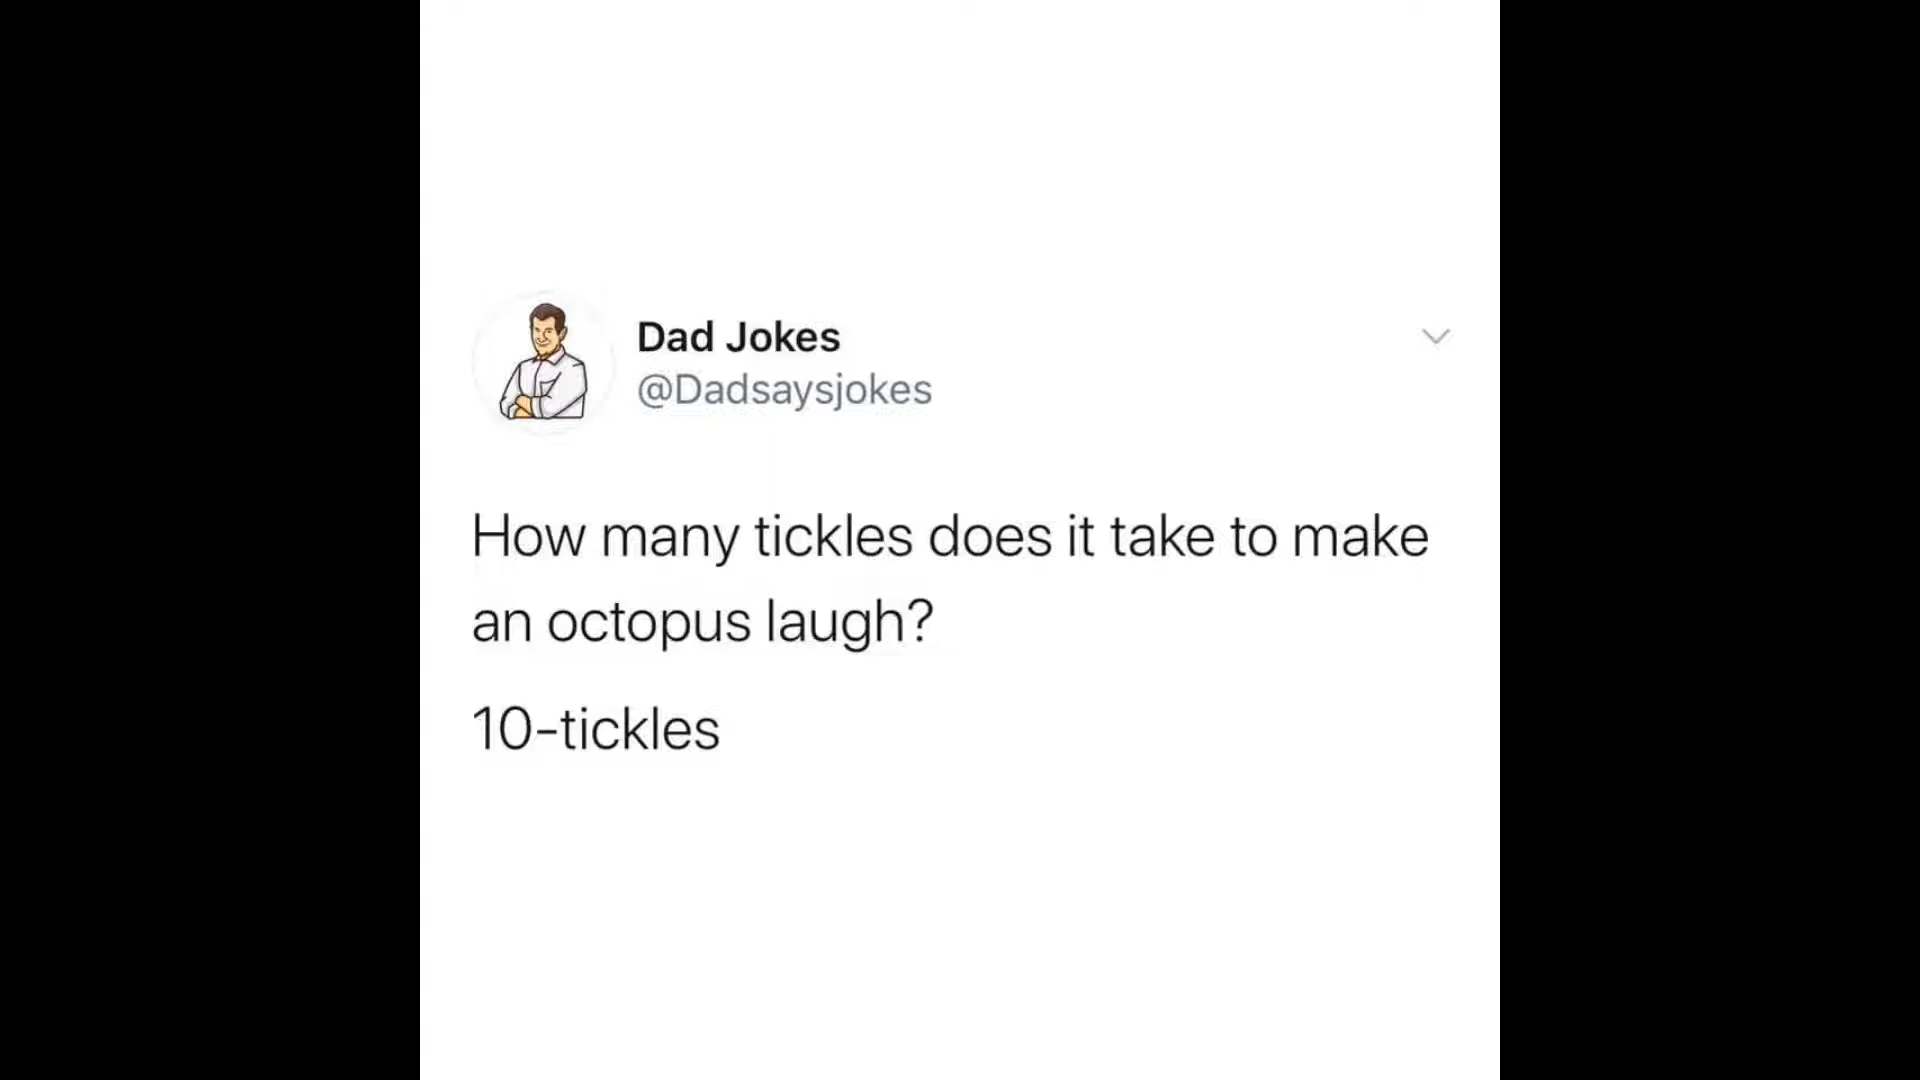 Dad Jokes
@Dadsaysjokes
How many tickles does it take to make
an octopus laugh?
10-tickles